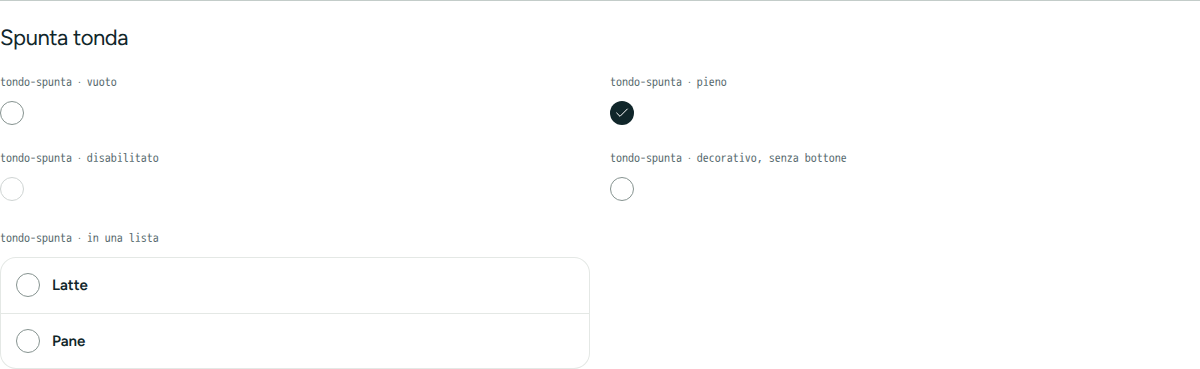 Spunta tonda
tondo-spunta · vuoto
tondo-spunta · pieno
tondo-spunta · disabilitato
tondo-spunta · decorativo, senza bottone
tondo-spunta · in una lista
Latte
Pane